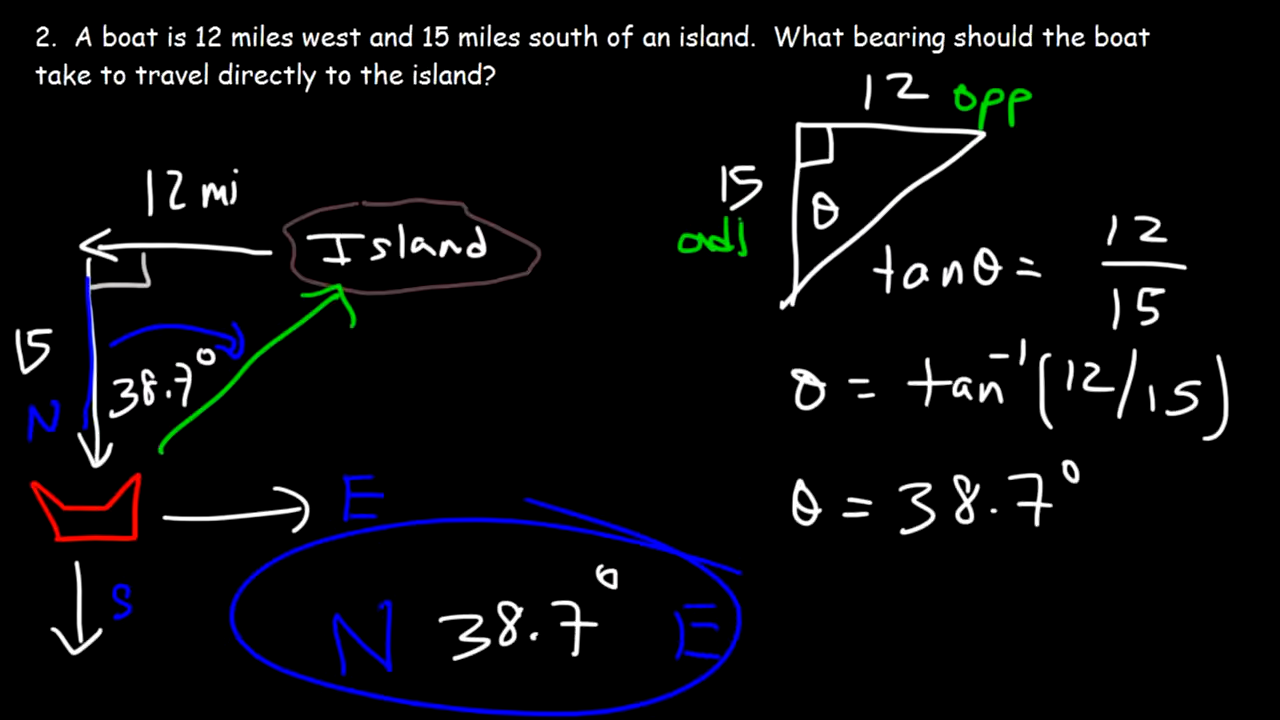 2. A boat is 12 miles west and 15 miles south of an island. What bearing should the boat
take to travel directly to the island?
12 opp
15
adj
θ
tanθ = 12/15
θ = tan⁻¹(12/15)
θ = 38.7°
12 mi
Island
15
38.7°
N
E
S
N 38.7° E